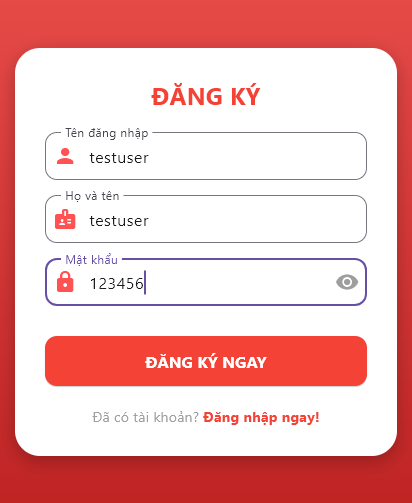 ĐĂNG KÝ
Tên đăng nhập
testuser
Họ và tên
testuser
Mật khẩu
123456
ĐĂNG KÝ NGAY
Đã có tài khoản? Đăng nhập ngay!